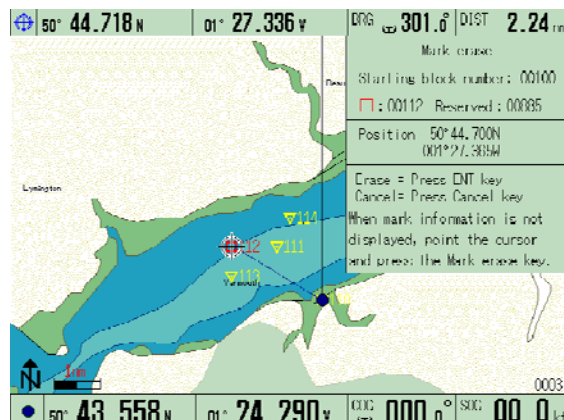 50° 44.718 N 01° 27.336 W BRG (T) 301.0° DIST 2.24 nm
Mark erase
Starting block number: 00100
: 00112 Reserved: 00885
Position 50°44.700N
001°27.365W
Erase = Press ENT key
Cancel= Press Cancel key
When mark information is not
displayed, point the cursor
and press the Mark erase key.
Lymington
114
112
111
113
Yarmouth
N
1nm
0003
50° 43.558 N 01° 24.290 W COG (T) 000.0° SOG 00.0 kt